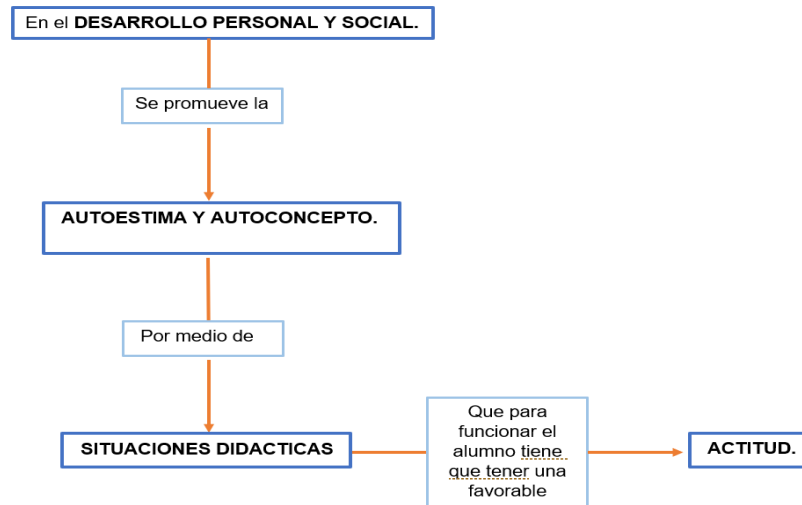 En el DESARROLLO PERSONAL Y SOCIAL.
Se promueve la
AUTOESTIMA Y AUTOCONCEPTO.
Por medio de
SITUACIONES DIDACTICAS
Que para
funcionar el
alumno tiene
que tener una
favorable
ACTITUD.